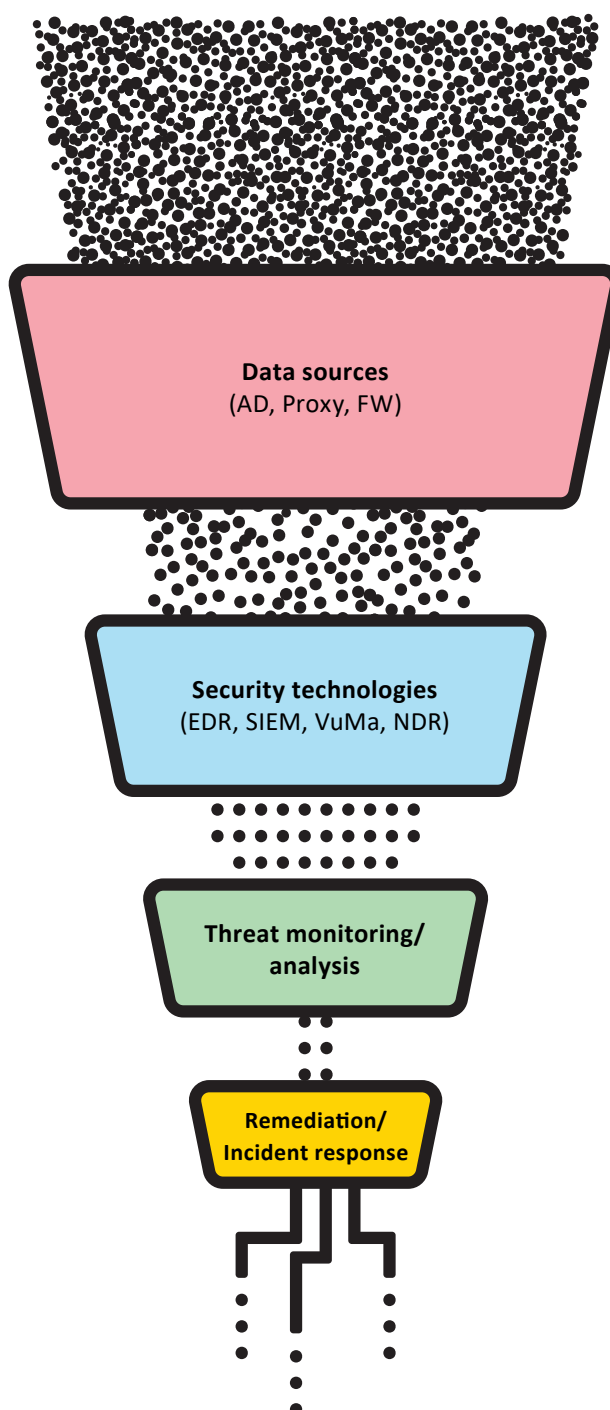 Data sources
(AD, Proxy, FW)
Security technologies
(EDR, SIEM, VuMa, NDR)
Threat monitoring/
analysis
Remediation/
Incident response